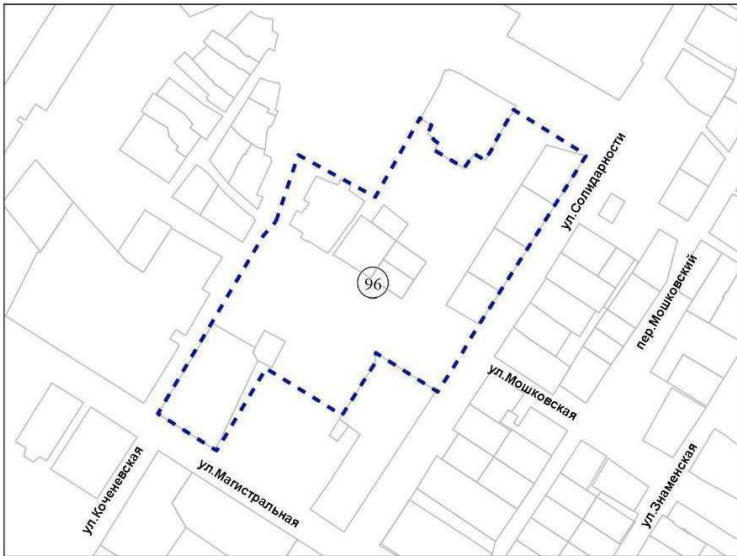 ул.Солидарности
пер.Мошковский
96
ул.Мошковская
ул.Коченевская
ул.Магистральная
ул.Знаменская